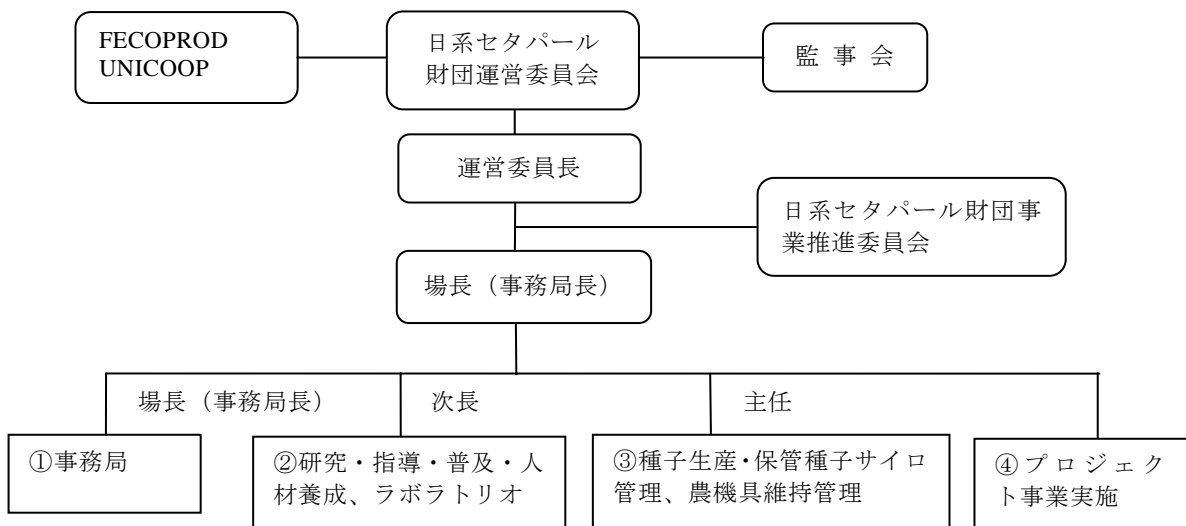 FECOPROD
UNICOOP
日系セタパール
財団運営委員会
監 事 会
運営委員長
日系セタパール財団事
業推進委員会
場長（事務局長）
場長（事務局長）
次長
主任
①事務局
②研究・指導・普及・人
材養成、ラボラトリオ
③種子生産・保管種子サイロ
管理、農機具維持管理
④プロジェク
ト事業実施